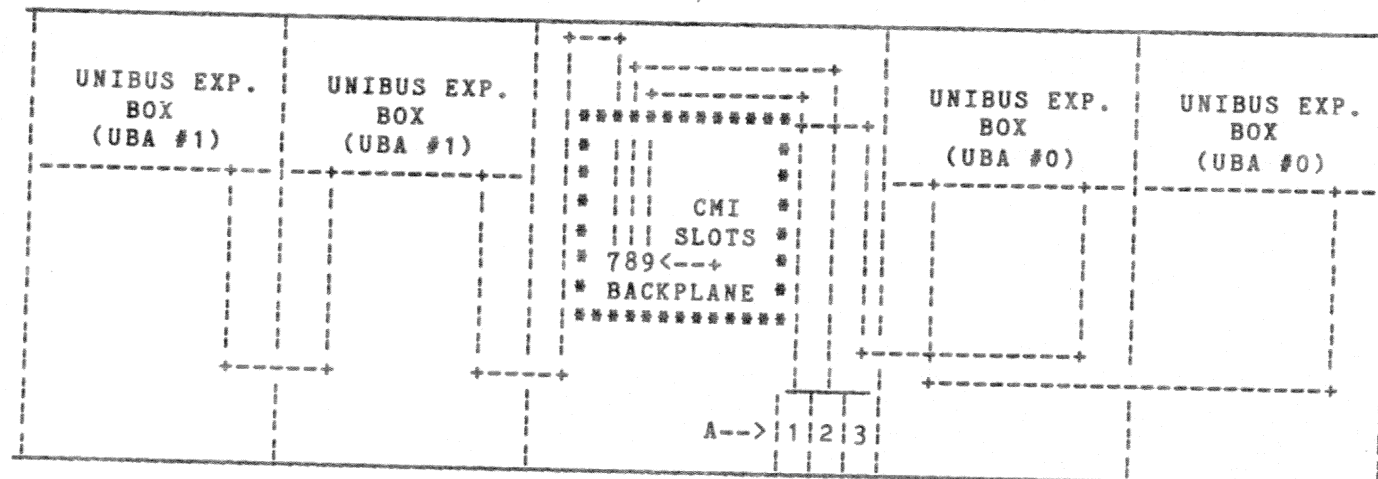 UNIBUS EXP.
BOX
(UBA #1)
UNIBUS EXP.
BOX
(UBA #1)
CMI
SLOTS
789<--+
BACKPLANE
UNIBUS EXP.
BOX
(UBA #0)
UNIBUS EXP.
BOX
(UBA #0)
A-->|1|2|3|